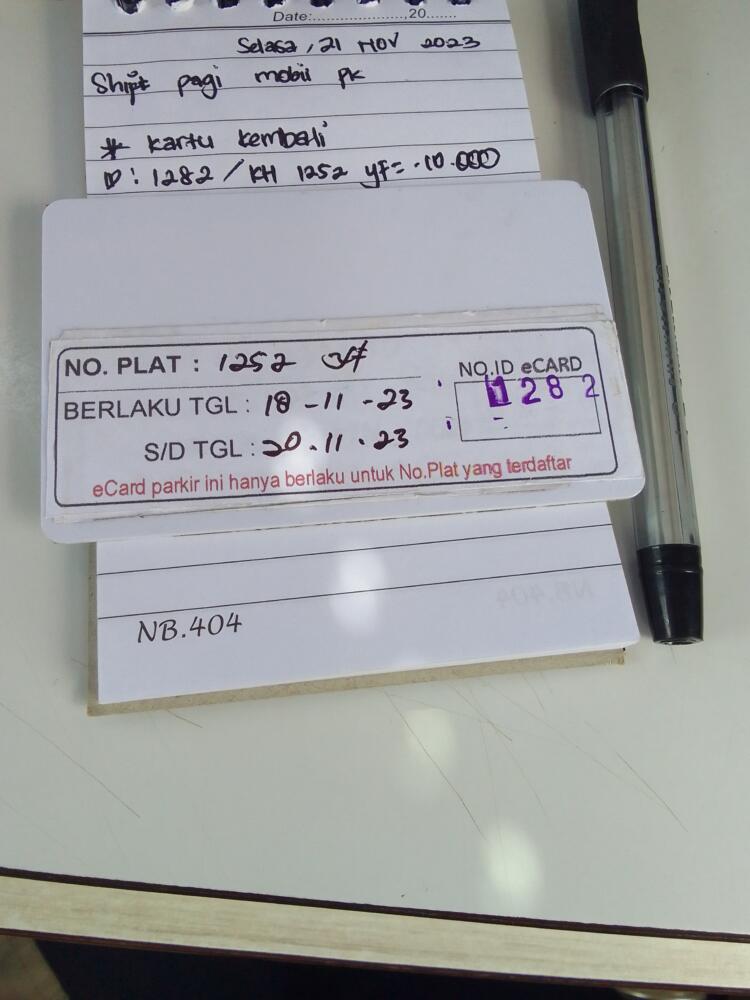 Date:....................,20.......
Selasa, 21 NOV 2023
Shift pagi mobil pk
* kartu kembali
ID : 1282 / KH 1252 yf = .10.000
NO. PLAT : 1252 yf
NO.ID eCARD
1282
BERLAKU TGL : 18 - 11 - 23
S/D TGL : 20 . 11 . 23
eCard parkir ini hanya berlaku untuk No.Plat yang terdaftar
NB.404